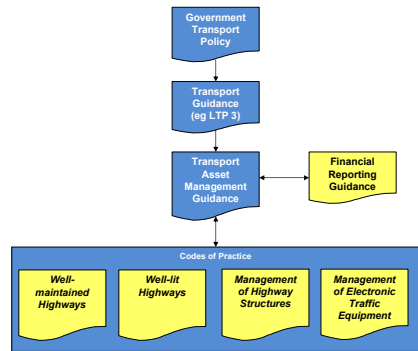 Government
Transport
Policy
Transport
Guidance
(eg LTP 3)
Transport
Asset
Management
Guidance
Financial
Reporting
Guidance
Codes of Practice
Well-
maintained
Highways
Well-lit
Highways
Management
of Highway
Structures
Management
of Electronic
Traffic
Equipment